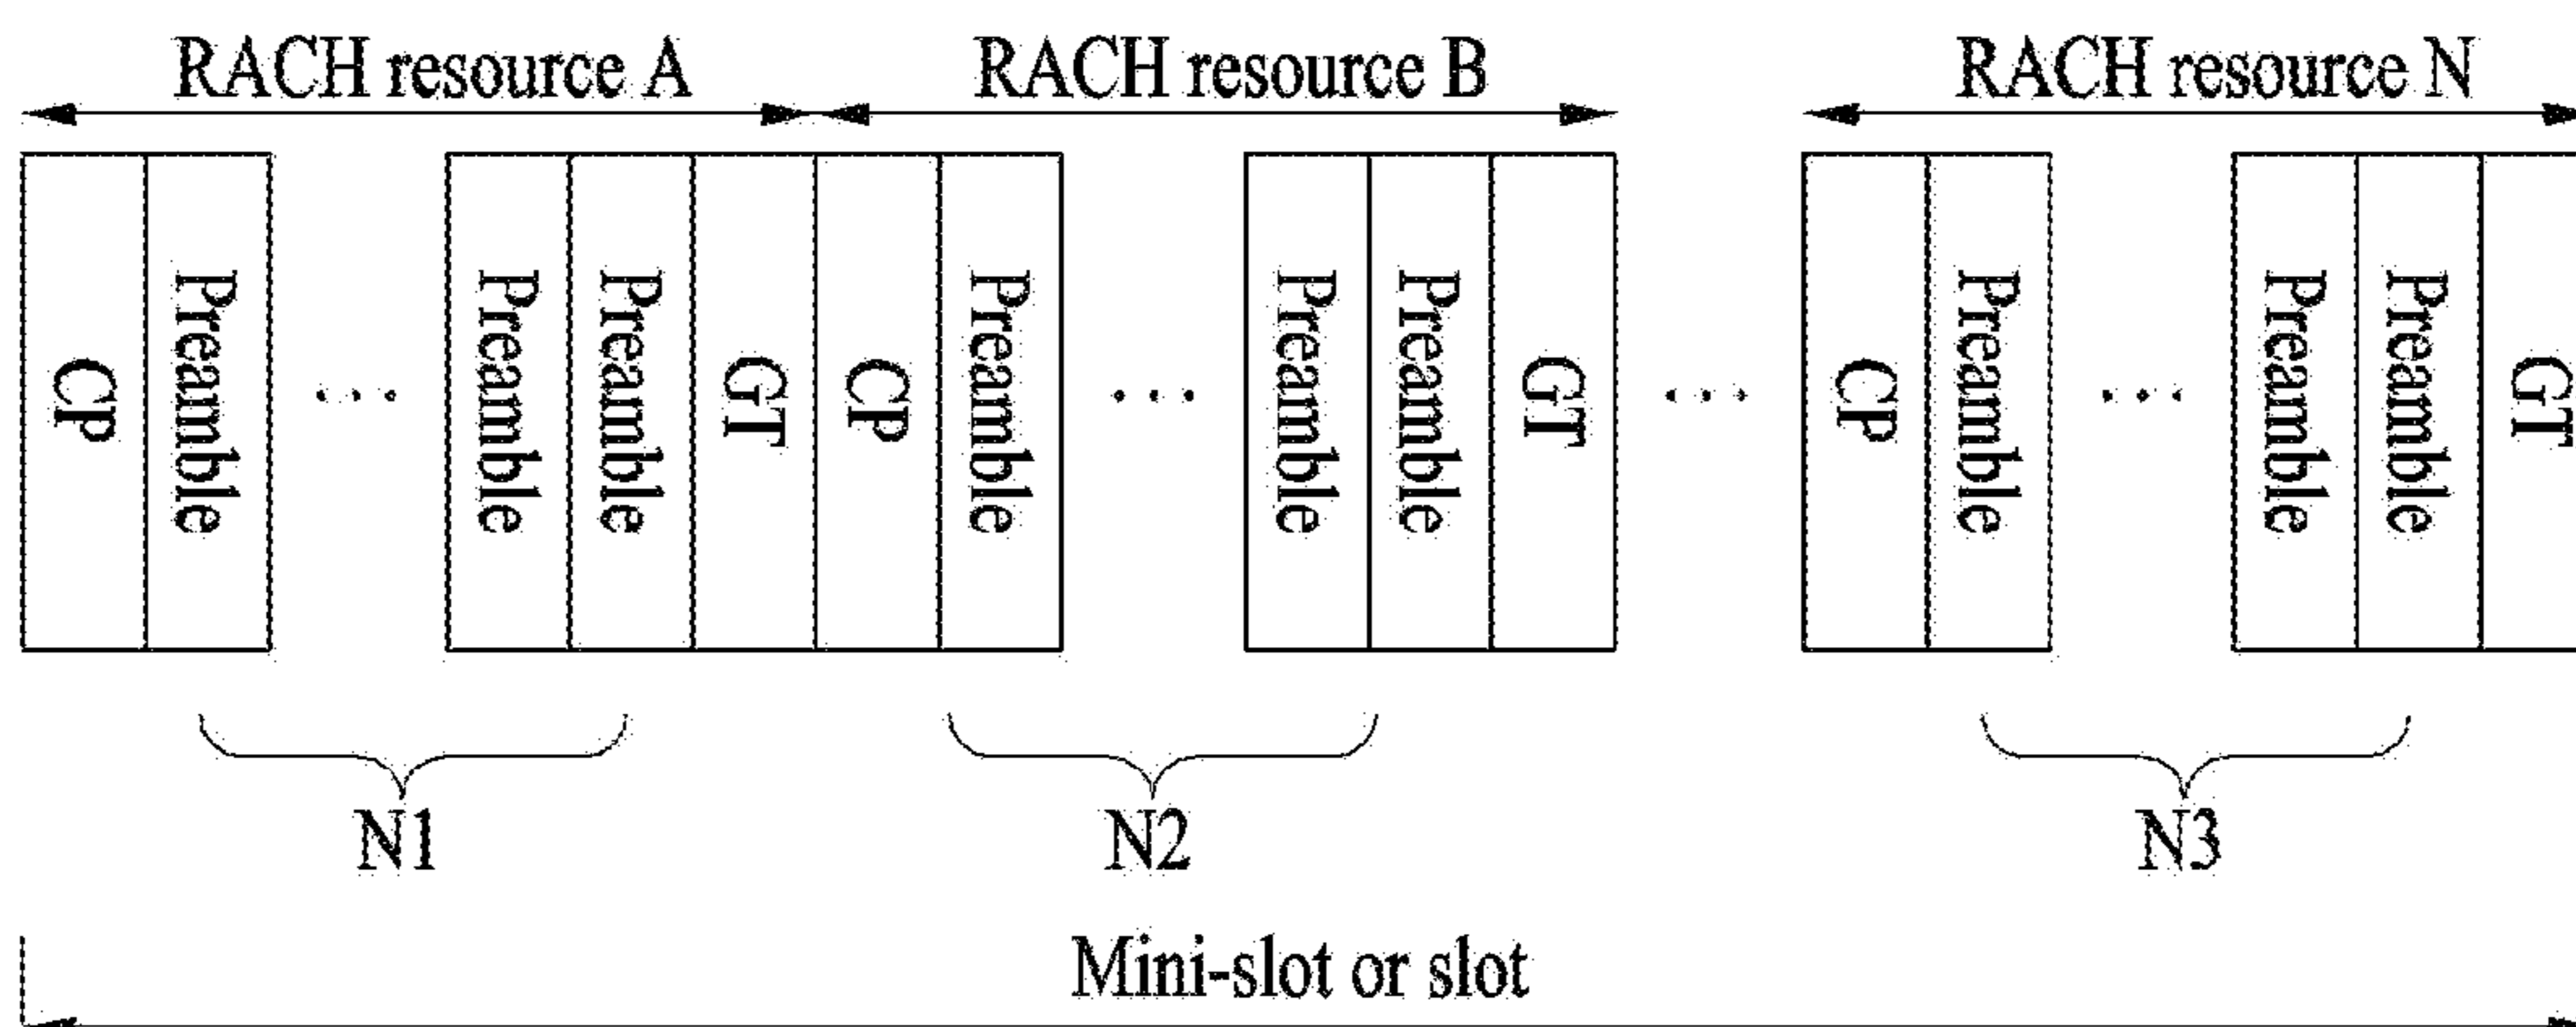 RACH resource A
RACH resource B
RACH resource N
CP
Preamble
...
Preamble
Preamble
GT
CP
Preamble
...
Preamble
Preamble
GT
...
CP
Preamble
...
Preamble
Preamble
GT
N1
N2
N3
Mini-slot or slot